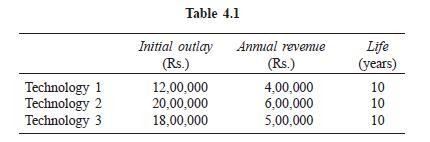 Table 4.1
Initial outlay Annual revenue Life
(Rs.) (Rs.) (years)
Technology 1 12,00,000 4,00,000 10
Technology 2 20,00,000 6,00,000 10
Technology 3 18,00,000 5,00,000 10